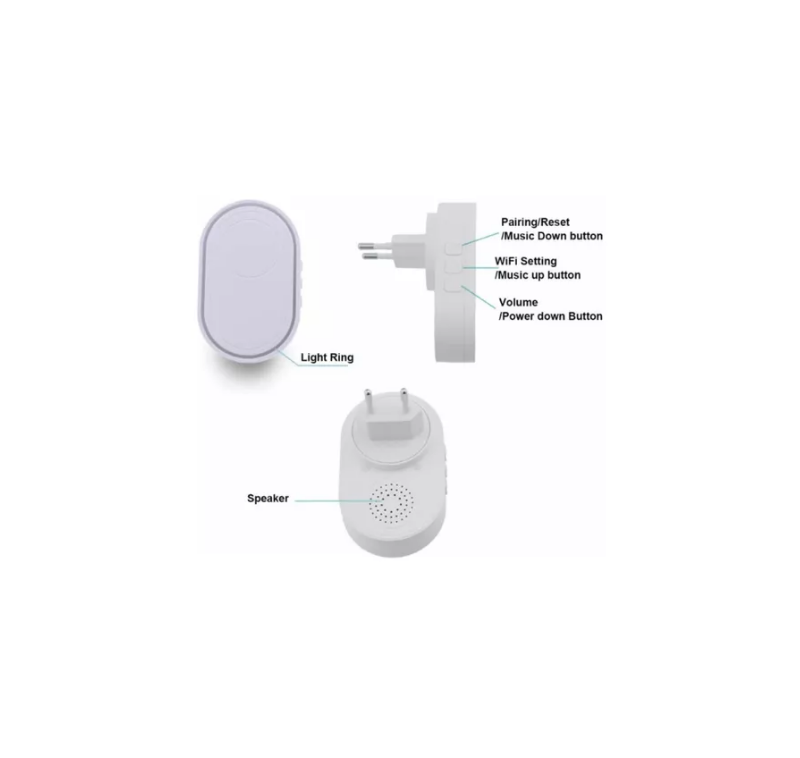 Pairing/Reset
/Music Down button
WiFi Setting
/Music up button
Volume
/Power down Button
Light Ring
Speaker